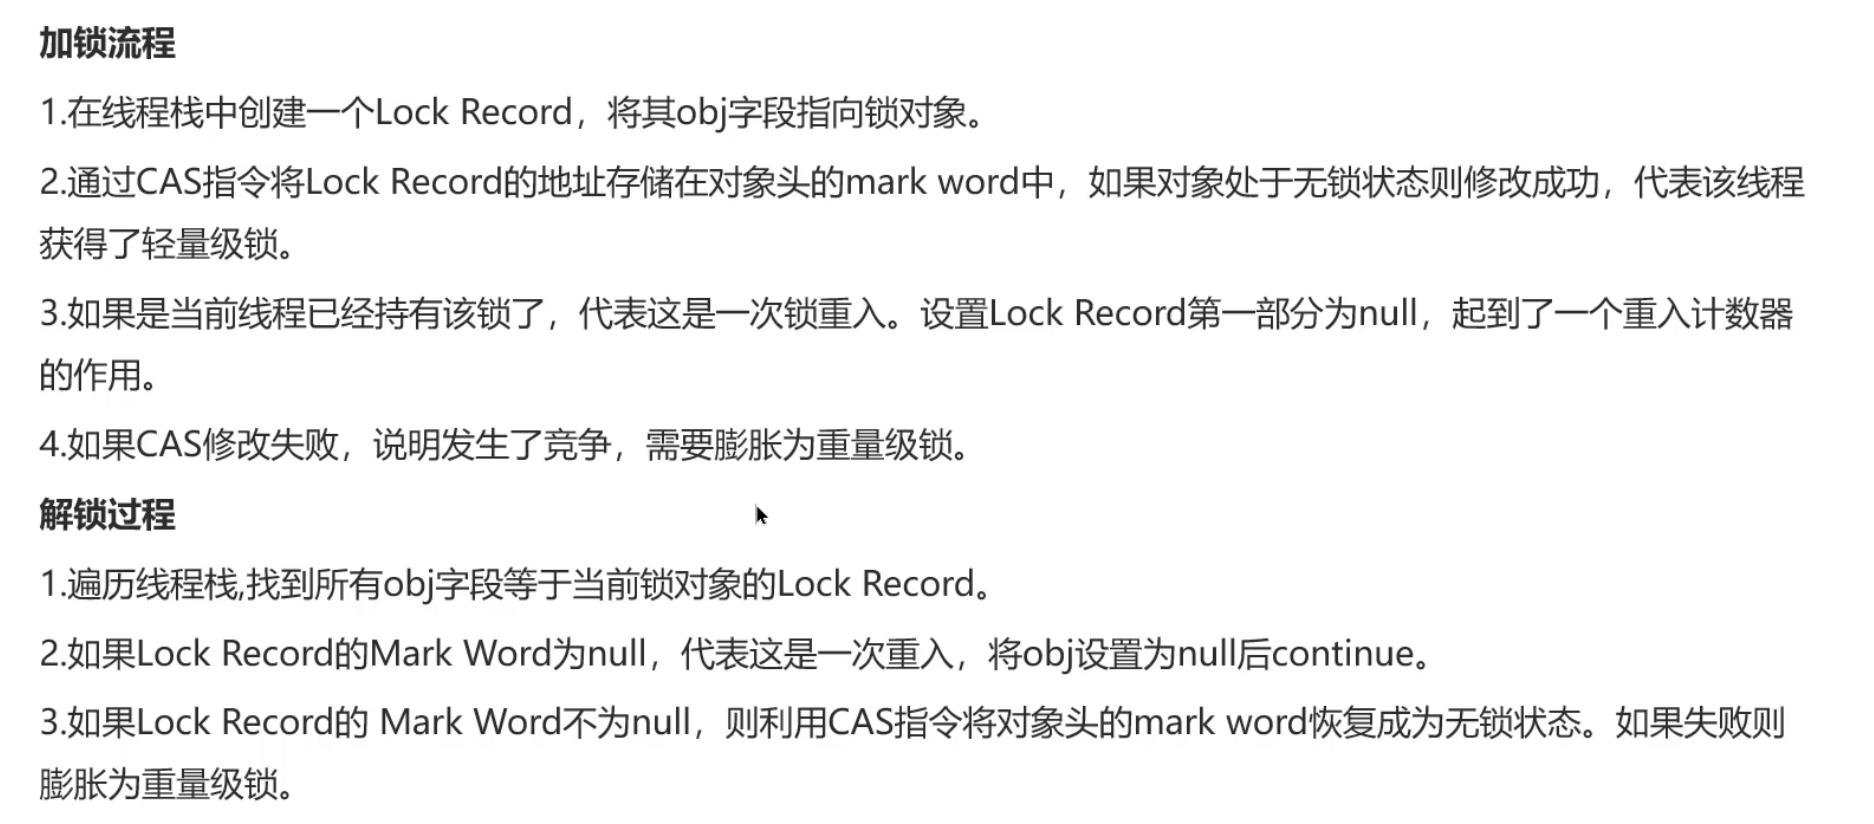 加锁流程
1.在线程栈中创建一个Lock Record，将其obj字段指向锁对象。
2.通过CAS指令将Lock Record的地址存储在对象头的mark word中，如果对象处于无锁状态则修改成功，代表该线程
获得了轻量级锁。
3.如果是当前线程已经持有该锁了，代表这是一次锁重入。设置Lock Record第一部分为null，起到了一个重入计数器
的作用。
4.如果CAS修改失败，说明发生了竞争，需要膨胀为重量级锁。
解锁过程
1.遍历线程栈,找到所有obj字段等于当前锁对象的Lock Record。
2.如果Lock Record的Mark Word为null，代表这是一次重入，将obj设置为null后continue。
3.如果Lock Record的 Mark Word不为null，则利用CAS指令将对象头的mark word恢复成为无锁状态。如果失败则
膨胀为重量级锁。